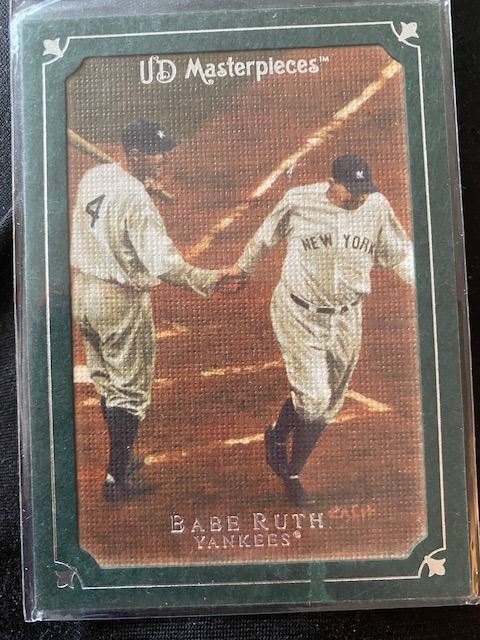 UD Masterpieces™
4
NEW YORK
BABE RUTH
YANKEES®